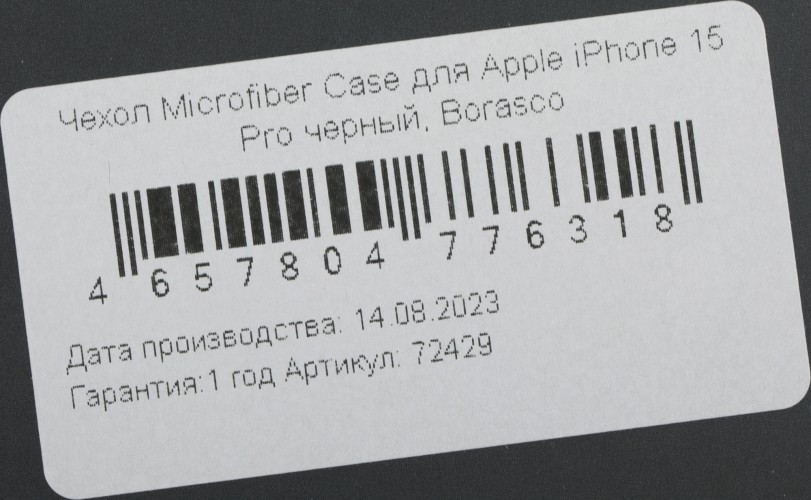 Чехол Microfiber Case для Apple iPhone 15
Pro черный, Borasco
4 657804 776318
Дата производства: 14.08.2023
Гарантия:1 год Артикул: 72429